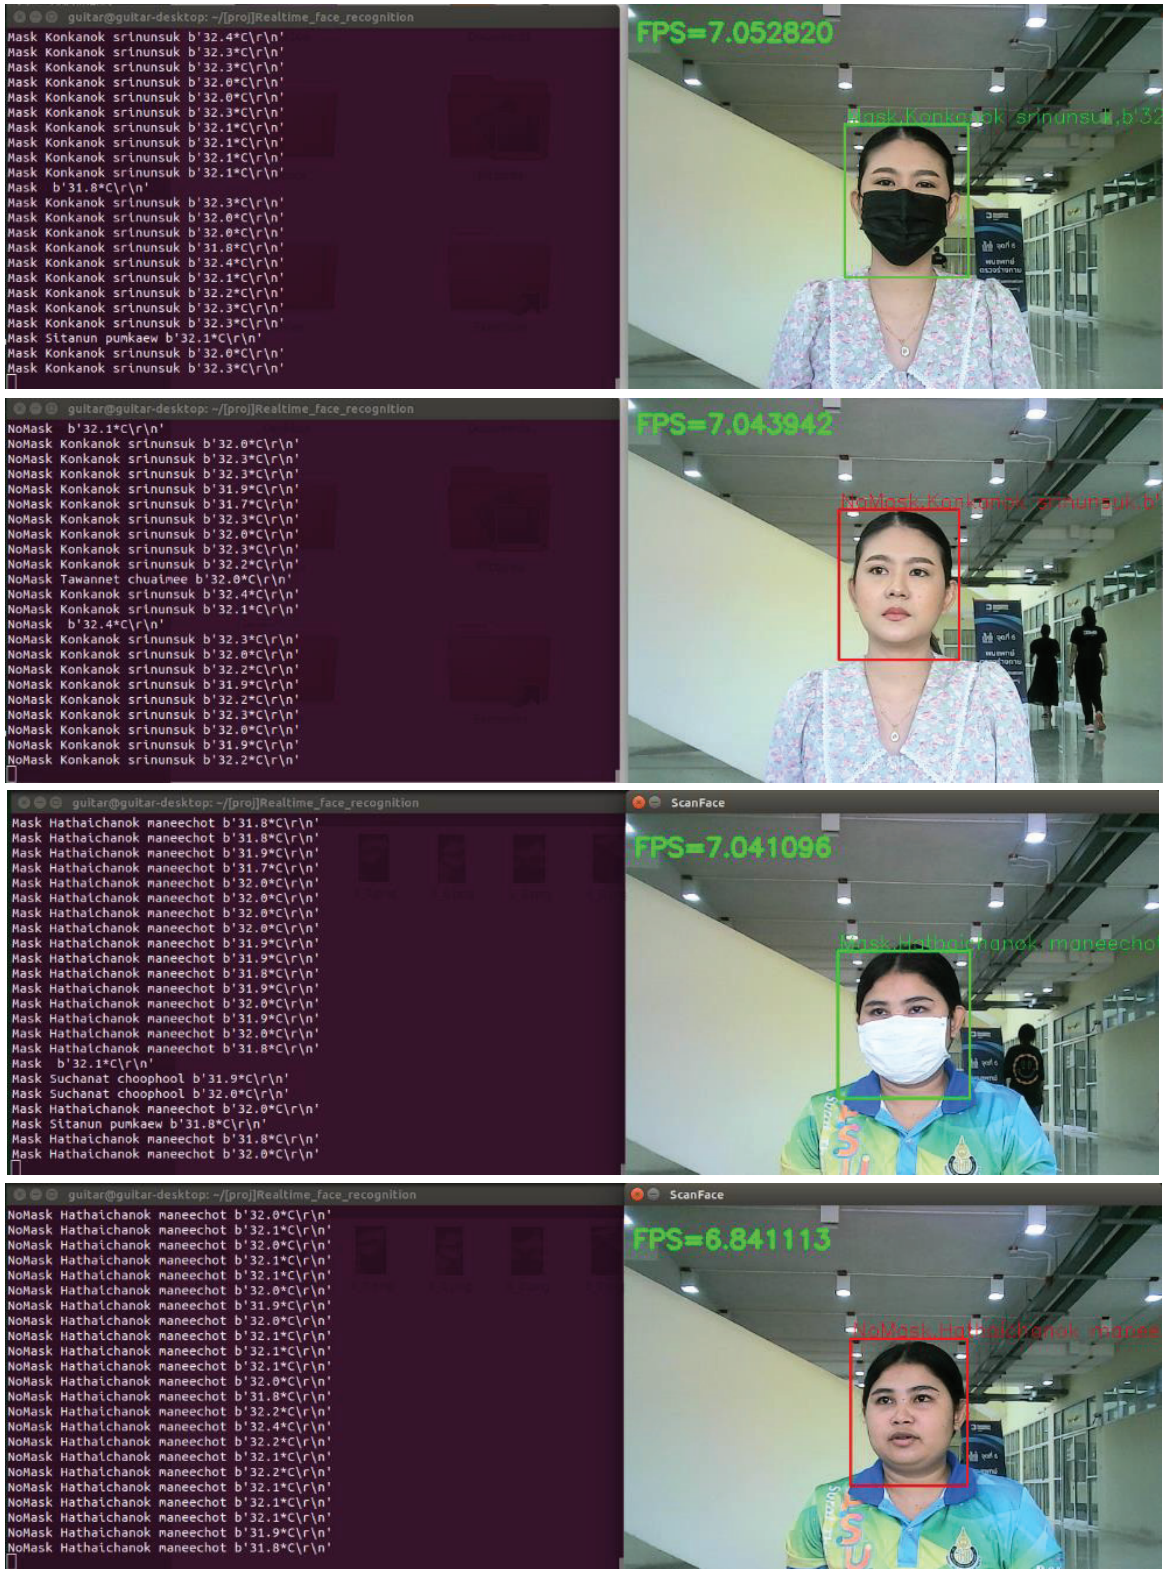 guitar@guitar-desktop: ~/[proj]Realtime_face_recognition
Mask Konkanok srinunsuk b'32.4*C\r\n'
Mask Konkanok srinunsuk b'32.3*C\r\n'
Mask Konkanok srinunsuk b'32.3*C\r\n'
Mask Konkanok srinunsuk b'32.0*C\r\n'
Mask Konkanok srinunsuk b'32.0*C\r\n'
Mask Konkanok srinunsuk b'32.3*C\r\n'
Mask Konkanok srinunsuk b'32.1*C\r\n'
Mask Konkanok srinunsuk b'32.1*C\r\n'
Mask Konkanok srinunsuk b'32.1*C\r\n'
Mask Konkanok srinunsuk b'32.1*C\r\n'
Mask  b'31.8*C\r\n'
Mask Konkanok srinunsuk b'32.3*C\r\n'
Mask Konkanok srinunsuk b'32.0*C\r\n'
Mask Konkanok srinunsuk b'32.0*C\r\n'
Mask Konkanok srinunsuk b'31.8*C\r\n'
Mask Konkanok srinunsuk b'32.4*C\r\n'
Mask Konkanok srinunsuk b'32.1*C\r\n'
Mask Konkanok srinunsuk b'32.2*C\r\n'
Mask Konkanok srinunsuk b'32.3*C\r\n'
Mask Konkanok srinunsuk b'32.3*C\r\n'
Mask Sitanun pumkaew b'32.1*C\r\n'
Mask Konkanok srinunsuk b'32.0*C\r\n'
Mask Konkanok srinunsuk b'32.3*C\r\n'
FPS=7.052820
Mask,Konkanok srinunsuk,b'32
จุดที่ 6
guitar@guitar-desktop: ~/[proj]Realtime_face_recognition
NoMask  b'32.1*C\r\n'
NoMask Konkanok srinunsuk b'32.0*C\r\n'
NoMask Konkanok srinunsuk b'32.3*C\r\n'
NoMask Konkanok srinunsuk b'32.3*C\r\n'
NoMask Konkanok srinunsuk b'31.9*C\r\n'
NoMask Konkanok srinunsuk b'31.7*C\r\n'
NoMask Konkanok srinunsuk b'32.3*C\r\n'
NoMask Konkanok srinunsuk b'32.0*C\r\n'
NoMask Konkanok srinunsuk b'32.3*C\r\n'
NoMask Konkanok srinunsuk b'32.2*C\r\n'
NoMask Tawannet chuaimee b'32.0*C\r\n'
NoMask Konkanok srinunsuk b'32.4*C\r\n'
NoMask Konkanok srinunsuk b'32.1*C\r\n'
NoMask  b'32.4*C\r\n'
NoMask Konkanok srinunsuk b'32.3*C\r\n'
NoMask Konkanok srinunsuk b'32.0*C\r\n'
NoMask Konkanok srinunsuk b'32.2*C\r\n'
NoMask Konkanok srinunsuk b'31.9*C\r\n'
NoMask Konkanok srinunsuk b'32.2*C\r\n'
NoMask Konkanok srinunsuk b'32.3*C\r\n'
NoMask Konkanok srinunsuk b'32.0*C\r\n'
NoMask Konkanok srinunsuk b'31.9*C\r\n'
NoMask Konkanok srinunsuk b'32.2*C\r\n'
FPS=7.043942
NoMask,Konkanok srinunsuk,b'
จุดที่ 6
guitar@guitar-desktop: ~/[proj]Realtime_face_recognition
Mask Hathaichanok maneechot b'31.8*C\r\n'
Mask Hathaichanok maneechot b'31.8*C\r\n'
Mask Hathaichanok maneechot b'31.9*C\r\n'
Mask Hathaichanok maneechot b'31.7*C\r\n'
Mask Hathaichanok maneechot b'32.0*C\r\n'
Mask Hathaichanok maneechot b'32.0*C\r\n'
Mask Hathaichanok maneechot b'32.0*C\r\n'
Mask Hathaichanok maneechot b'32.0*C\r\n'
Mask Hathaichanok maneechot b'31.9*C\r\n'
Mask Hathaichanok maneechot b'31.9*C\r\n'
Mask Hathaichanok maneechot b'31.8*C\r\n'
Mask Hathaichanok maneechot b'31.9*C\r\n'
Mask Hathaichanok maneechot b'32.0*C\r\n'
Mask Hathaichanok maneechot b'31.9*C\r\n'
Mask Hathaichanok maneechot b'32.0*C\r\n'
Mask Hathaichanok maneechot b'31.8*C\r\n'
Mask  b'32.1*C\r\n'
Mask Suchanat choophool b'31.9*C\r\n'
Mask Suchanat choophool b'32.0*C\r\n'
Mask Hathaichanok maneechot b'32.0*C\r\n'
Mask Sitanun pumkaew b'31.8*C\r\n'
Mask Hathaichanok maneechot b'31.8*C\r\n'
Mask Hathaichanok maneechot b'32.0*C\r\n'
ScanFace
FPS=7.041096
Mask,Hathaichanok maneechot
guitar@guitar-desktop: ~/[proj]Realtime_face_recognition
NoMask Hathaichanok maneechot b'32.0*C\r\n'
NoMask Hathaichanok maneechot b'32.1*C\r\n'
NoMask Hathaichanok maneechot b'32.0*C\r\n'
NoMask Hathaichanok maneechot b'32.1*C\r\n'
NoMask Hathaichanok maneechot b'32.1*C\r\n'
NoMask Hathaichanok maneechot b'32.0*C\r\n'
NoMask Hathaichanok maneechot b'31.9*C\r\n'
NoMask Hathaichanok maneechot b'32.0*C\r\n'
NoMask Hathaichanok maneechot b'32.1*C\r\n'
NoMask Hathaichanok maneechot b'32.1*C\r\n'
NoMask Hathaichanok maneechot b'32.1*C\r\n'
NoMask Hathaichanok maneechot b'32.0*C\r\n'
NoMask Hathaichanok maneechot b'31.8*C\r\n'
NoMask Hathaichanok maneechot b'32.2*C\r\n'
NoMask Hathaichanok maneechot b'32.4*C\r\n'
NoMask Hathaichanok maneechot b'32.2*C\r\n'
NoMask Hathaichanok maneechot b'32.1*C\r\n'
NoMask Hathaichanok maneechot b'32.2*C\r\n'
NoMask Hathaichanok maneechot b'32.1*C\r\n'
NoMask Hathaichanok maneechot b'32.1*C\r\n'
NoMask Hathaichanok maneechot b'32.1*C\r\n'
NoMask Hathaichanok maneechot b'31.9*C\r\n'
NoMask Hathaichanok maneechot b'31.8*C\r\n'
ScanFace
FPS=6.841113
NoMask,Hathaichanok manee